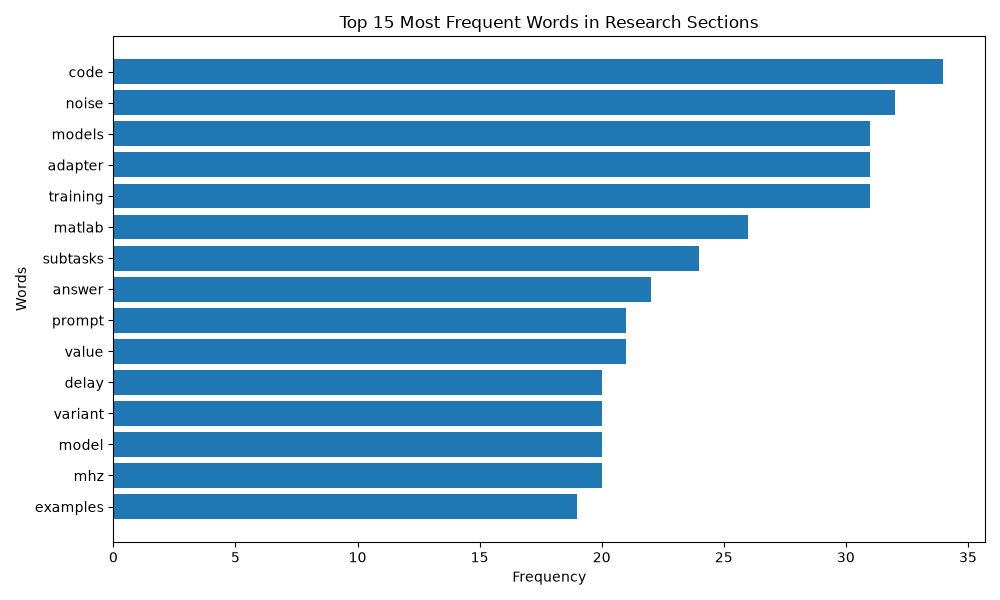 Top 15 Most Frequent Words in Research Sections
Words
code
noise
models
adapter
training
matlab
subtasks
answer
prompt
value
delay
variant
model
mhz
examples
0 5 10 15 20 25 30 35
Frequency